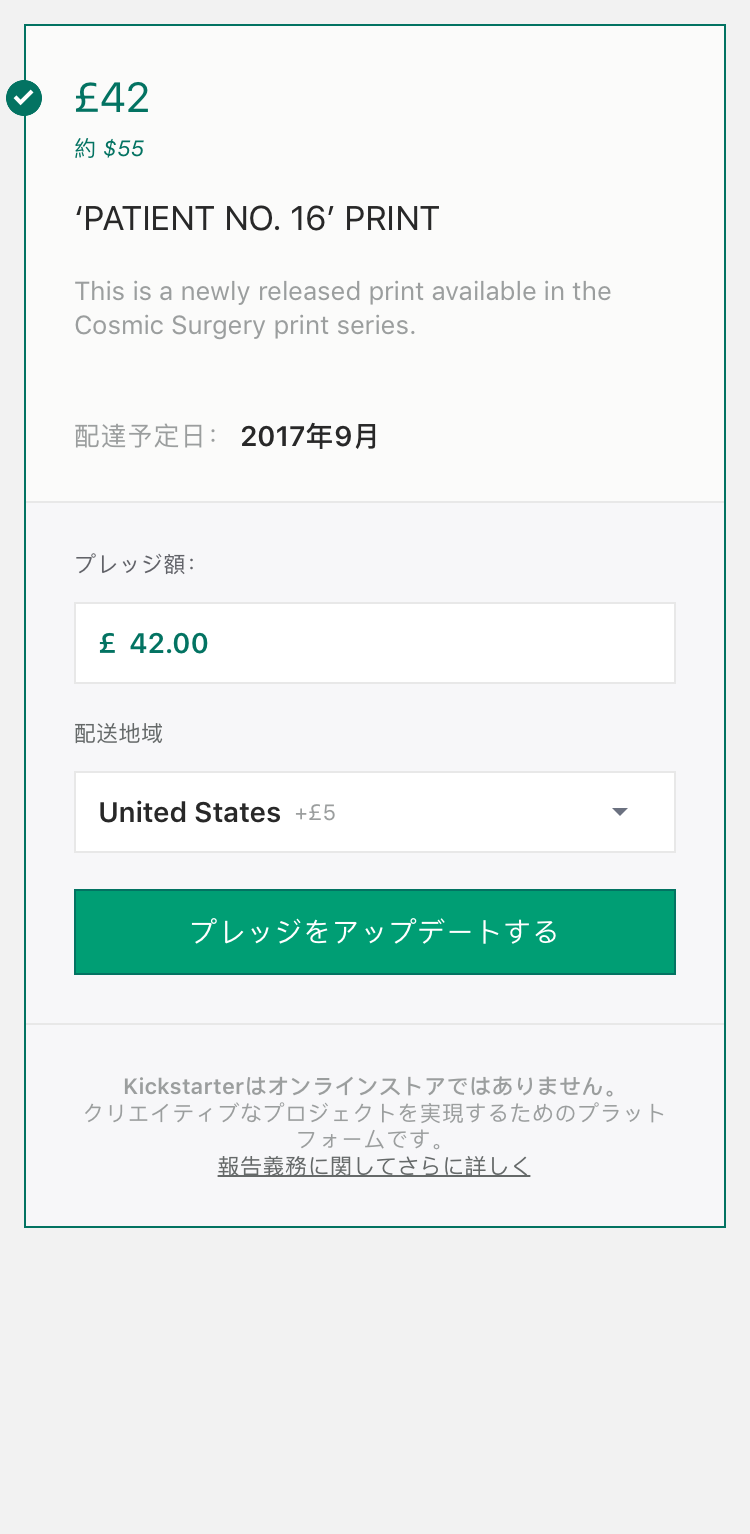 £42
約 $55
‘PATIENT NO. 16’ PRINT
This is a newly released print available in the
Cosmic Surgery print series.
配達予定日： 2017年9月
プレッジ額：
£ 42.00
配送地域
United States +£5
プレッジをアップデートする
Kickstarterはオンラインストアではありません。
クリエイティブなプロジェクトを実現するためのプラット
フォームです。
報告義務に関してさらに詳しく